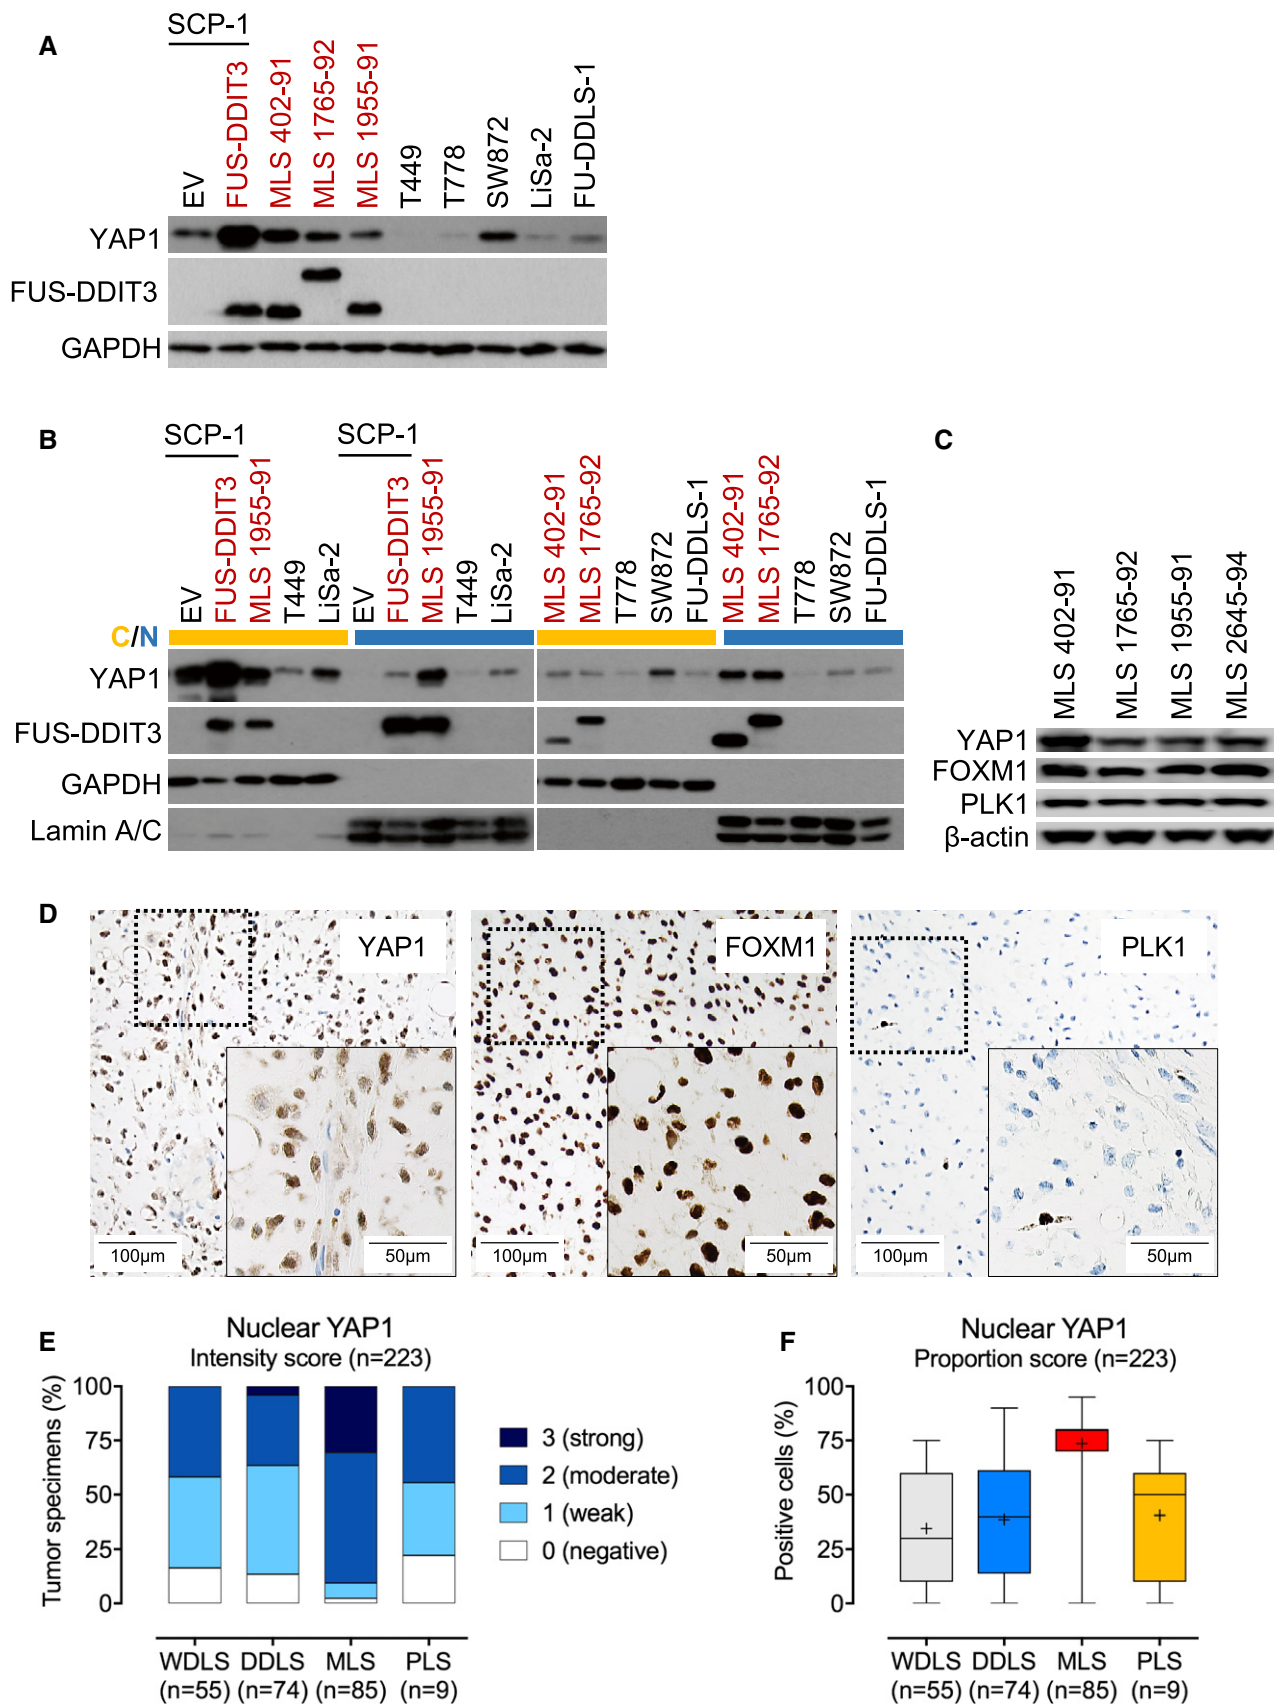 A
SCP-1
EV
FUS-DDIT3
MLS 402-91
MLS 1765-92
MLS 1955-91
T449
T778
SW872
LiSa-2
FU-DDLS-1
YAP1
FUS-DDIT3
GAPDH
B
SCP-1
SCP-1
EV
FUS-DDIT3
MLS 1955-91
T449
LiSa-2
EV
FUS-DDIT3
MLS 1955-91
T449
LiSa-2
MLS 402-91
MLS 1765-92
T778
SW872
FU-DDLS-1
MLS 402-91
MLS 1765-92
T778
SW872
FU-DDLS-1
C/N
YAP1
FUS-DDIT3
GAPDH
Lamin A/C
C
MLS 402-91
MLS 1765-92
MLS 1955-91
MLS 2645-94
YAP1
FOXM1
PLK1
β-actin
D
YAP1
100µm
50µm
FOXM1
100µm
50µm
PLK1
100µm
50µm
E
Nuclear YAP1
Intensity score (n=223)
Tumor specimens (%)
100
75
50
25
0
WDLS
(n=55)
DDLS
(n=74)
MLS
(n=85)
PLS
(n=9)
3 (strong)
2 (moderate)
1 (weak)
0 (negative)
F
Nuclear YAP1
Proportion score (n=223)
Positive cells (%)
100
75
50
25
0
WDLS
(n=55)
DDLS
(n=74)
MLS
(n=85)
PLS
(n=9)